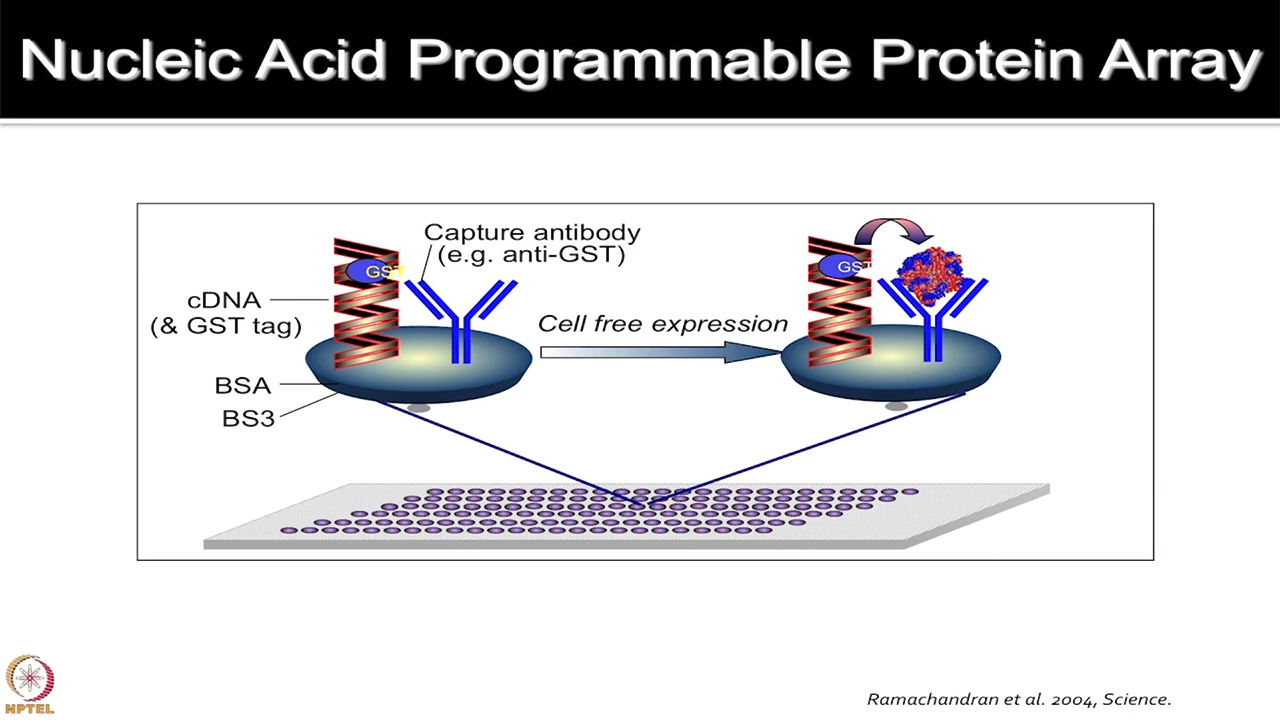 Nucleic Acid Programmable Protein Array
Capture antibody
(e.g. anti-GST)
GST
GST
cDNA
(& GST tag)
Cell free expression
BSA
BS3
NPTEL
Ramachandran et al. 2004, Science.